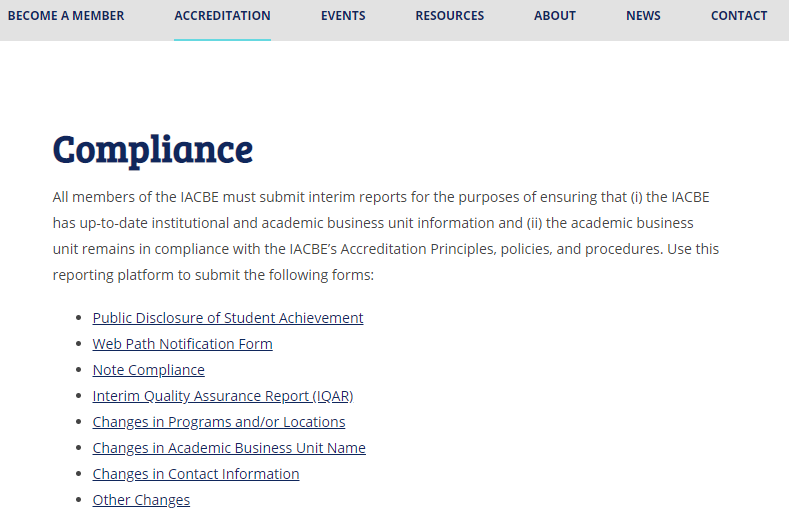 BECOME A MEMBER ACCREDITATION EVENTS RESOURCES ABOUT NEWS CONTACT
Compliance
All members of the IACBE must submit interim reports for the purposes of ensuring that (i) the IACBE
has up-to-date institutional and academic business unit information and (ii) the academic business
unit remains in compliance with the IACBE’s Accreditation Principles, policies, and procedures. Use this
reporting platform to submit the following forms:
• Public Disclosure of Student Achievement
• Web Path Notification Form
• Note Compliance
• Interim Quality Assurance Report (IQAR)
• Changes in Programs and/or Locations
• Changes in Academic Business Unit Name
• Changes in Contact Information
• Other Changes